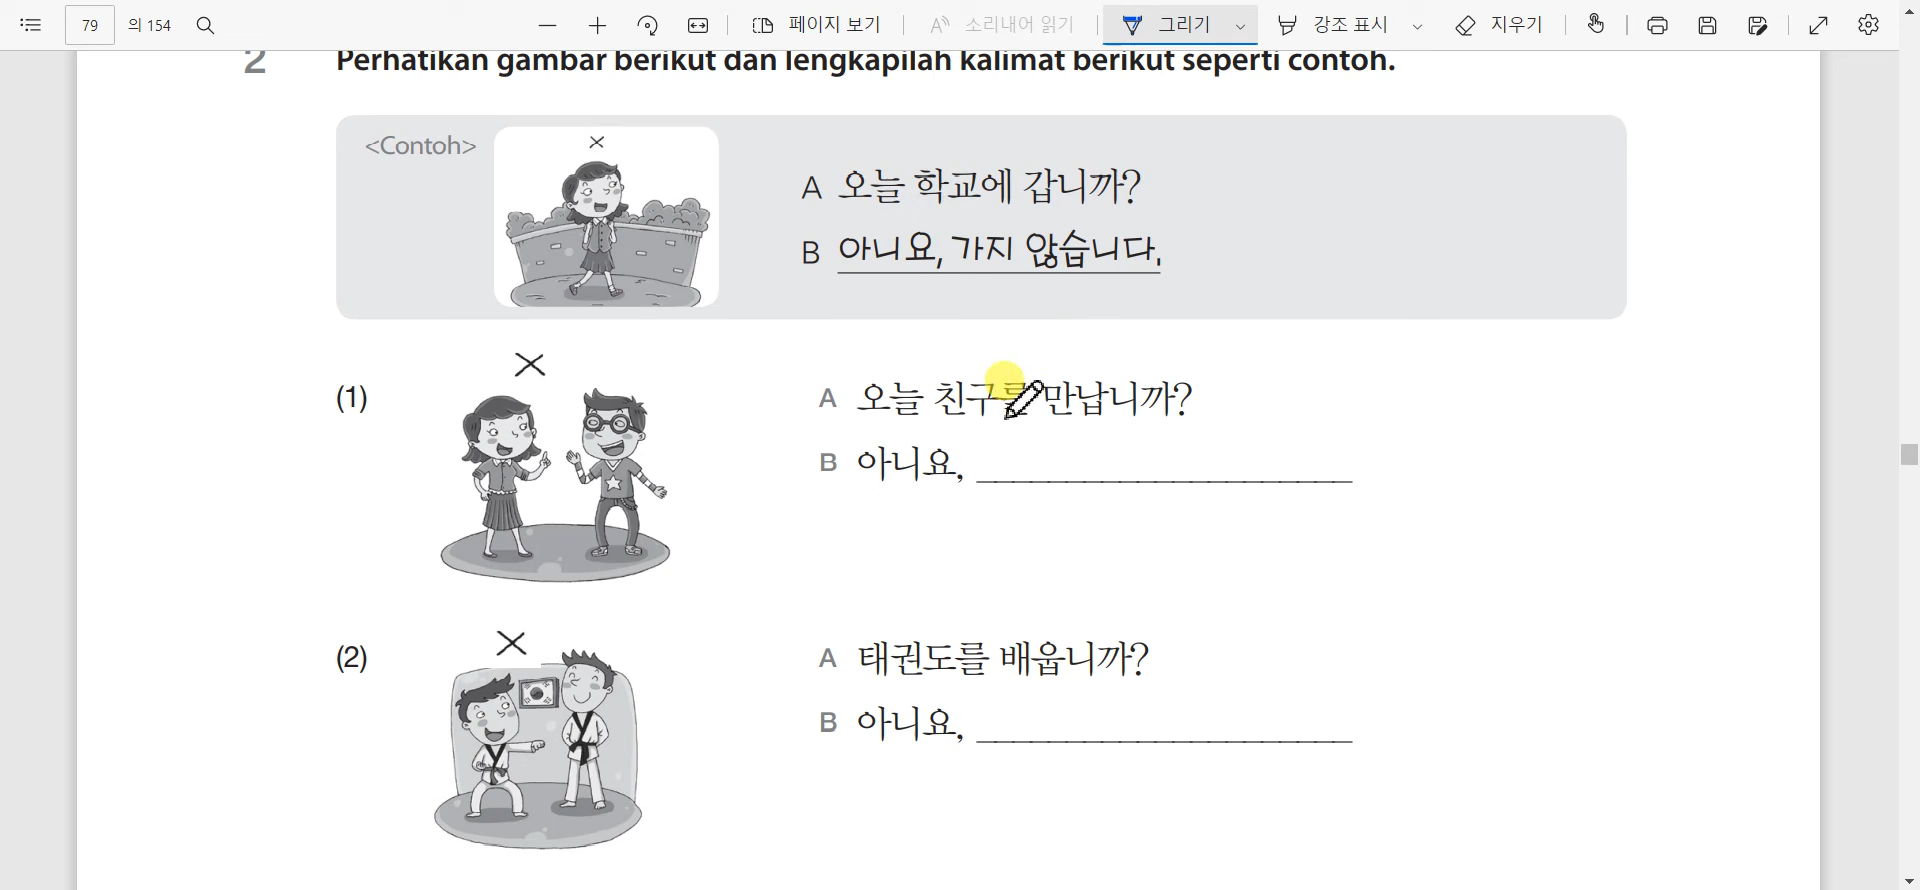 79 의 154 페이지 보기 소리내어 읽기 그리기 강조 표시 지우기
2 Perhatikan gambar berikut dan lengkapilah kalimat berikut seperti contoh.
<Contoh>
A 오늘 학교에 갑니까?
B 아니요, 가지 않습니다.
(1)
A 오늘 친구를 만납니까?
B 아니요,
(2)
A 태권도를 배웁니까?
B 아니요,